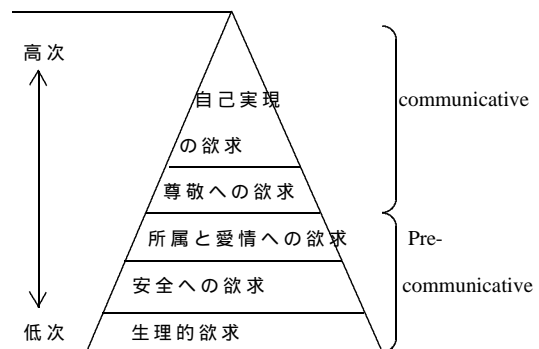 高次
自己実現
communicative
の欲求
尊敬への欲求
所属と愛情への欲求
Pre-
安全への欲求
communicative
低次
生理的欲求